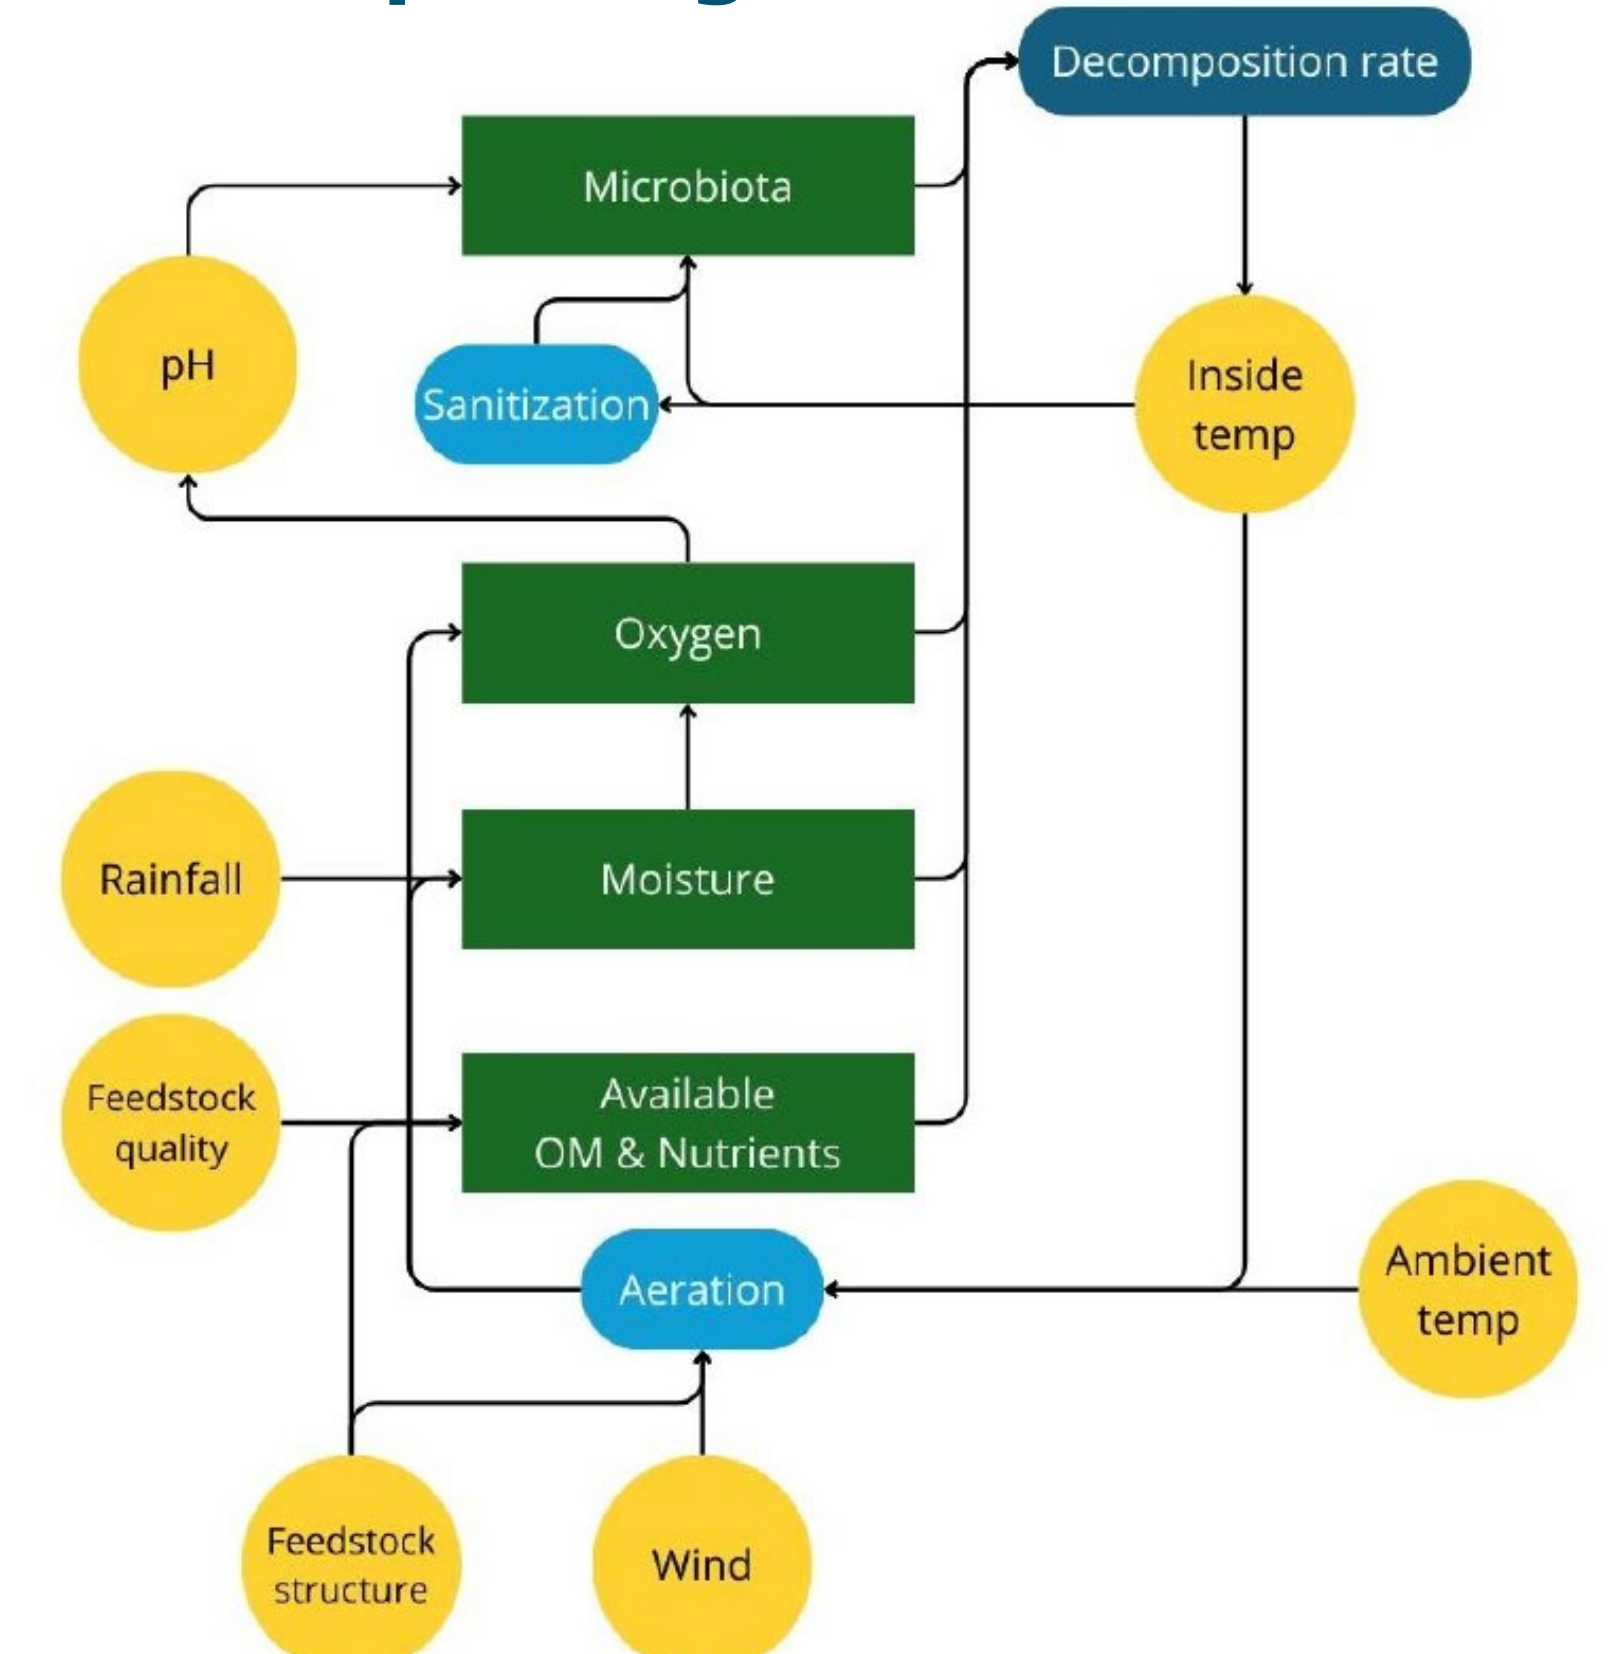 Decomposition rate
Microbiota
pH
Inside
temp
Sanitization
Oxygen
Rainfall
Moisture
Feedstock
quality
Available
OM & Nutrients
Aeration
Ambient
temp
Feedstock
structure
Wind